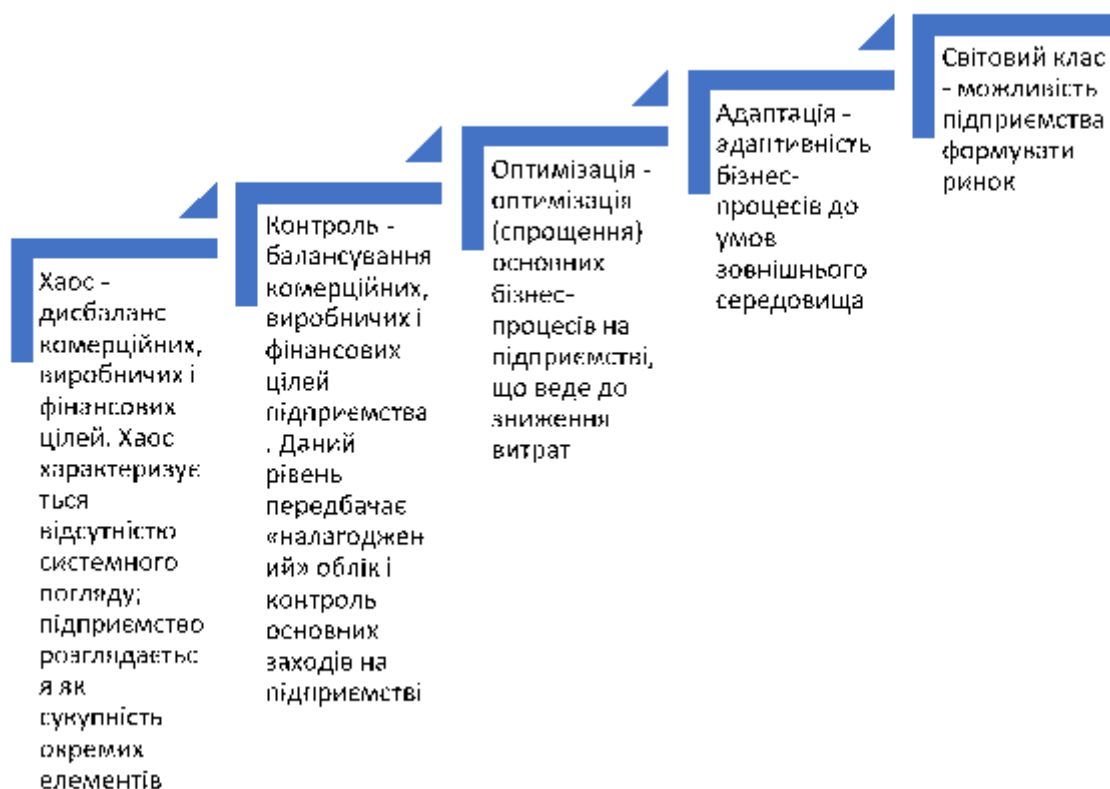 Хаос -
дисбаланс
комерційних,
виробничих і
фінансових
цілей. Хаос
характеризує
ться
відсутністю
системного
погляду;
підприємство
розглядаєтьс
я як
сукупність
окремих
елементів
Контроль -
балансування
комерційних,
виробничих і
фінансових
цілей
підприємства
. Даний
рівень
передбачає
«налагоджен
ий» облік і
контроль
основних
заходів на
підприємстві
Оптимізація -
оптимізація
(спрощення)
основних
бізнес-
процесів на
підприємстві,
що веде до
зниження
витрат
Адаптація -
адаптивність
бізнес-
процесів до
умов
зовнішнього
середовища
Світовий клас
- можливість
підприємства
формувати
ринок